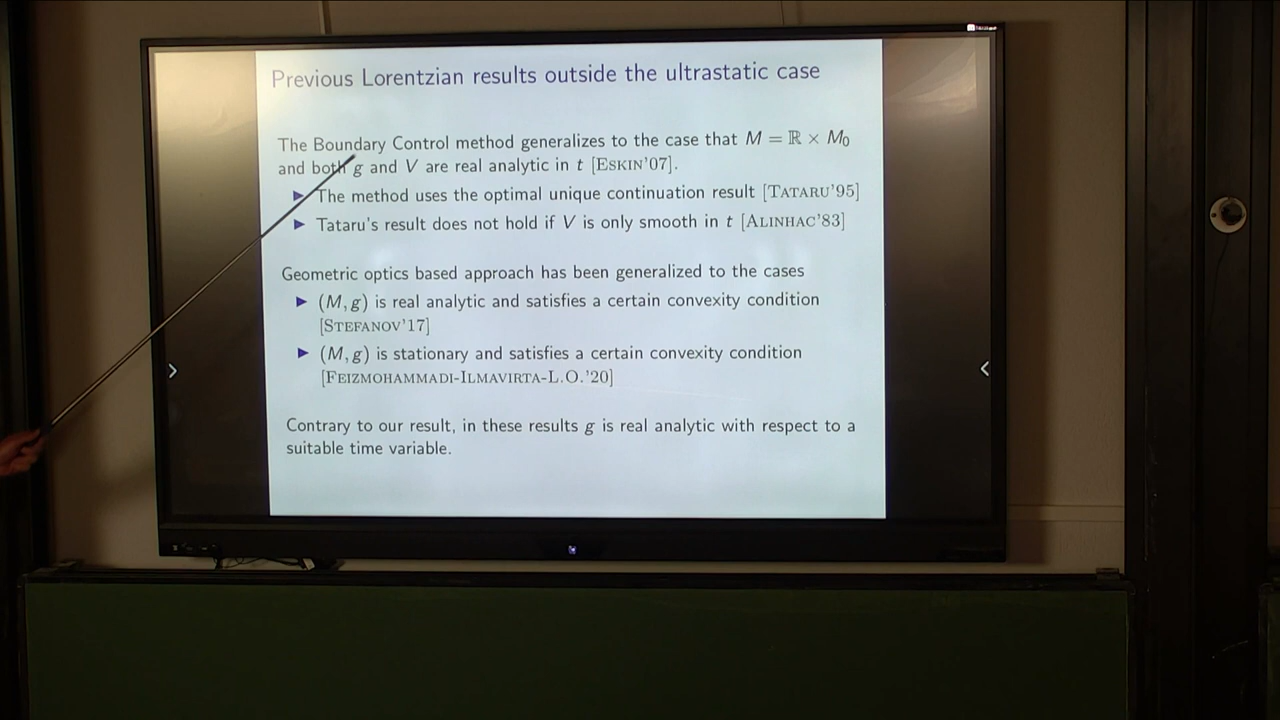 Previous Lorentzian results outside the ultrastatic case
The Boundary Control method generalizes to the case that M = ℝ × M₀
and both g and V are real analytic in t [Eskin'07].
▶ The method uses the optimal unique continuation result [Tataru'95]
▶ Tataru's result does not hold if V is only smooth in t [Alinhac'83]
Geometric optics based approach has been generalized to the cases
▶ (M, g) is real analytic and satisfies a certain convexity condition
[Stefanov'17]
▶ (M, g) is stationary and satisfies a certain convexity condition
[Feizmohammadi-Ilmavirta-L.O.'20]
Contrary to our result, in these results g is real analytic with respect to a
suitable time variable.